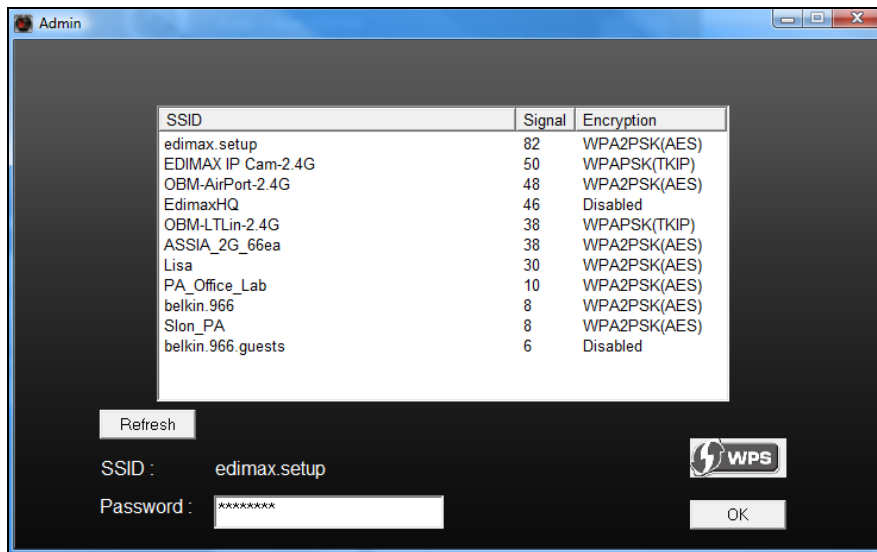 Admin
SSID Signal Encryption
edimax.setup 82 WPA2PSK(AES)
EDIMAX IP Cam-2.4G 50 WPAPSK(TKIP)
OBM-AirPort-2.4G 48 WPA2PSK(AES)
EdimaxHQ 46 Disabled
OBM-LTLin-2.4G 38 WPAPSK(TKIP)
ASSIA_2G_66ea 38 WPA2PSK(AES)
Lisa 30 WPA2PSK(AES)
PA_Office_Lab 10 WPA2PSK(AES)
belkin.966 8 WPA2PSK(AES)
Slon_PA 8 WPA2PSK(AES)
belkin.966.guests 6 Disabled
Refresh
SSID : edimax.setup
WPS
Password : ********
OK